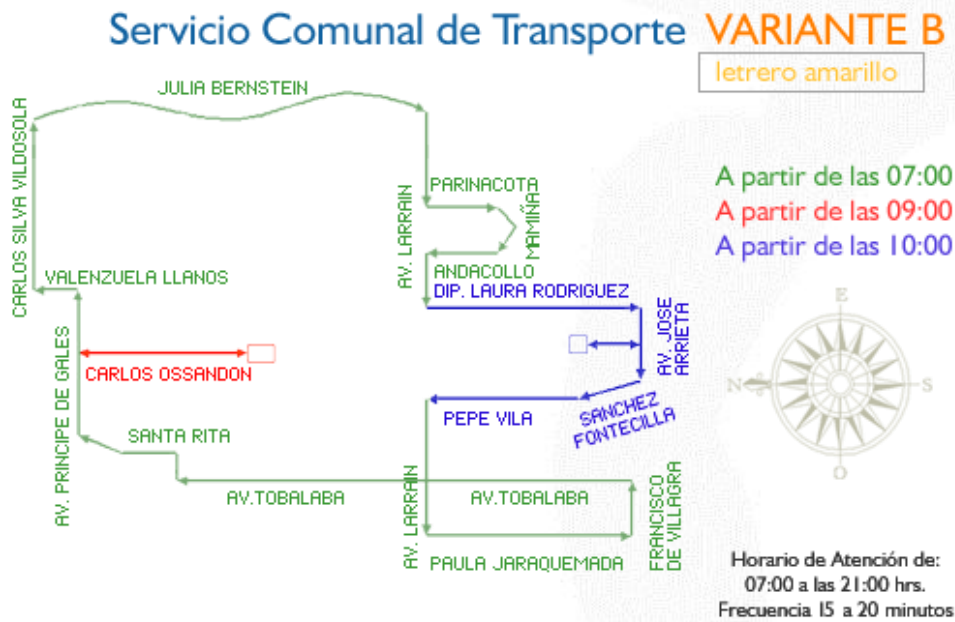 Servicio Comunal de Transporte VARIANTE B
letrero amarillo
JULIA BERNSTEIN
CARLOS SILVA VILDOSOLA
PARINACOTA
MAMIÑA
AV. LARRAIN
ANDACOLLO
VALENZUELA LLANOS
DIP. LAURA RODRIGUEZ
AV. JOSE
ARRIETA
AV. PRINCIPE DE GALES
CARLOS OSSANDON
SANCHEZ
FONTECILLA
PEPE VILA
SANTA RITA
AV.TOBALABA
AV.TOBALABA
AV. LARRAIN
PAULA JARAQUEMADA
FRANCISCO
DE VILLAGRA
A partir de las 07:00
A partir de las 09:00
A partir de las 10:00
E
N
S
O
Horario de Atención de:
07:00 a las 21:00 hrs.
Frecuencia 15 a 20 minutos